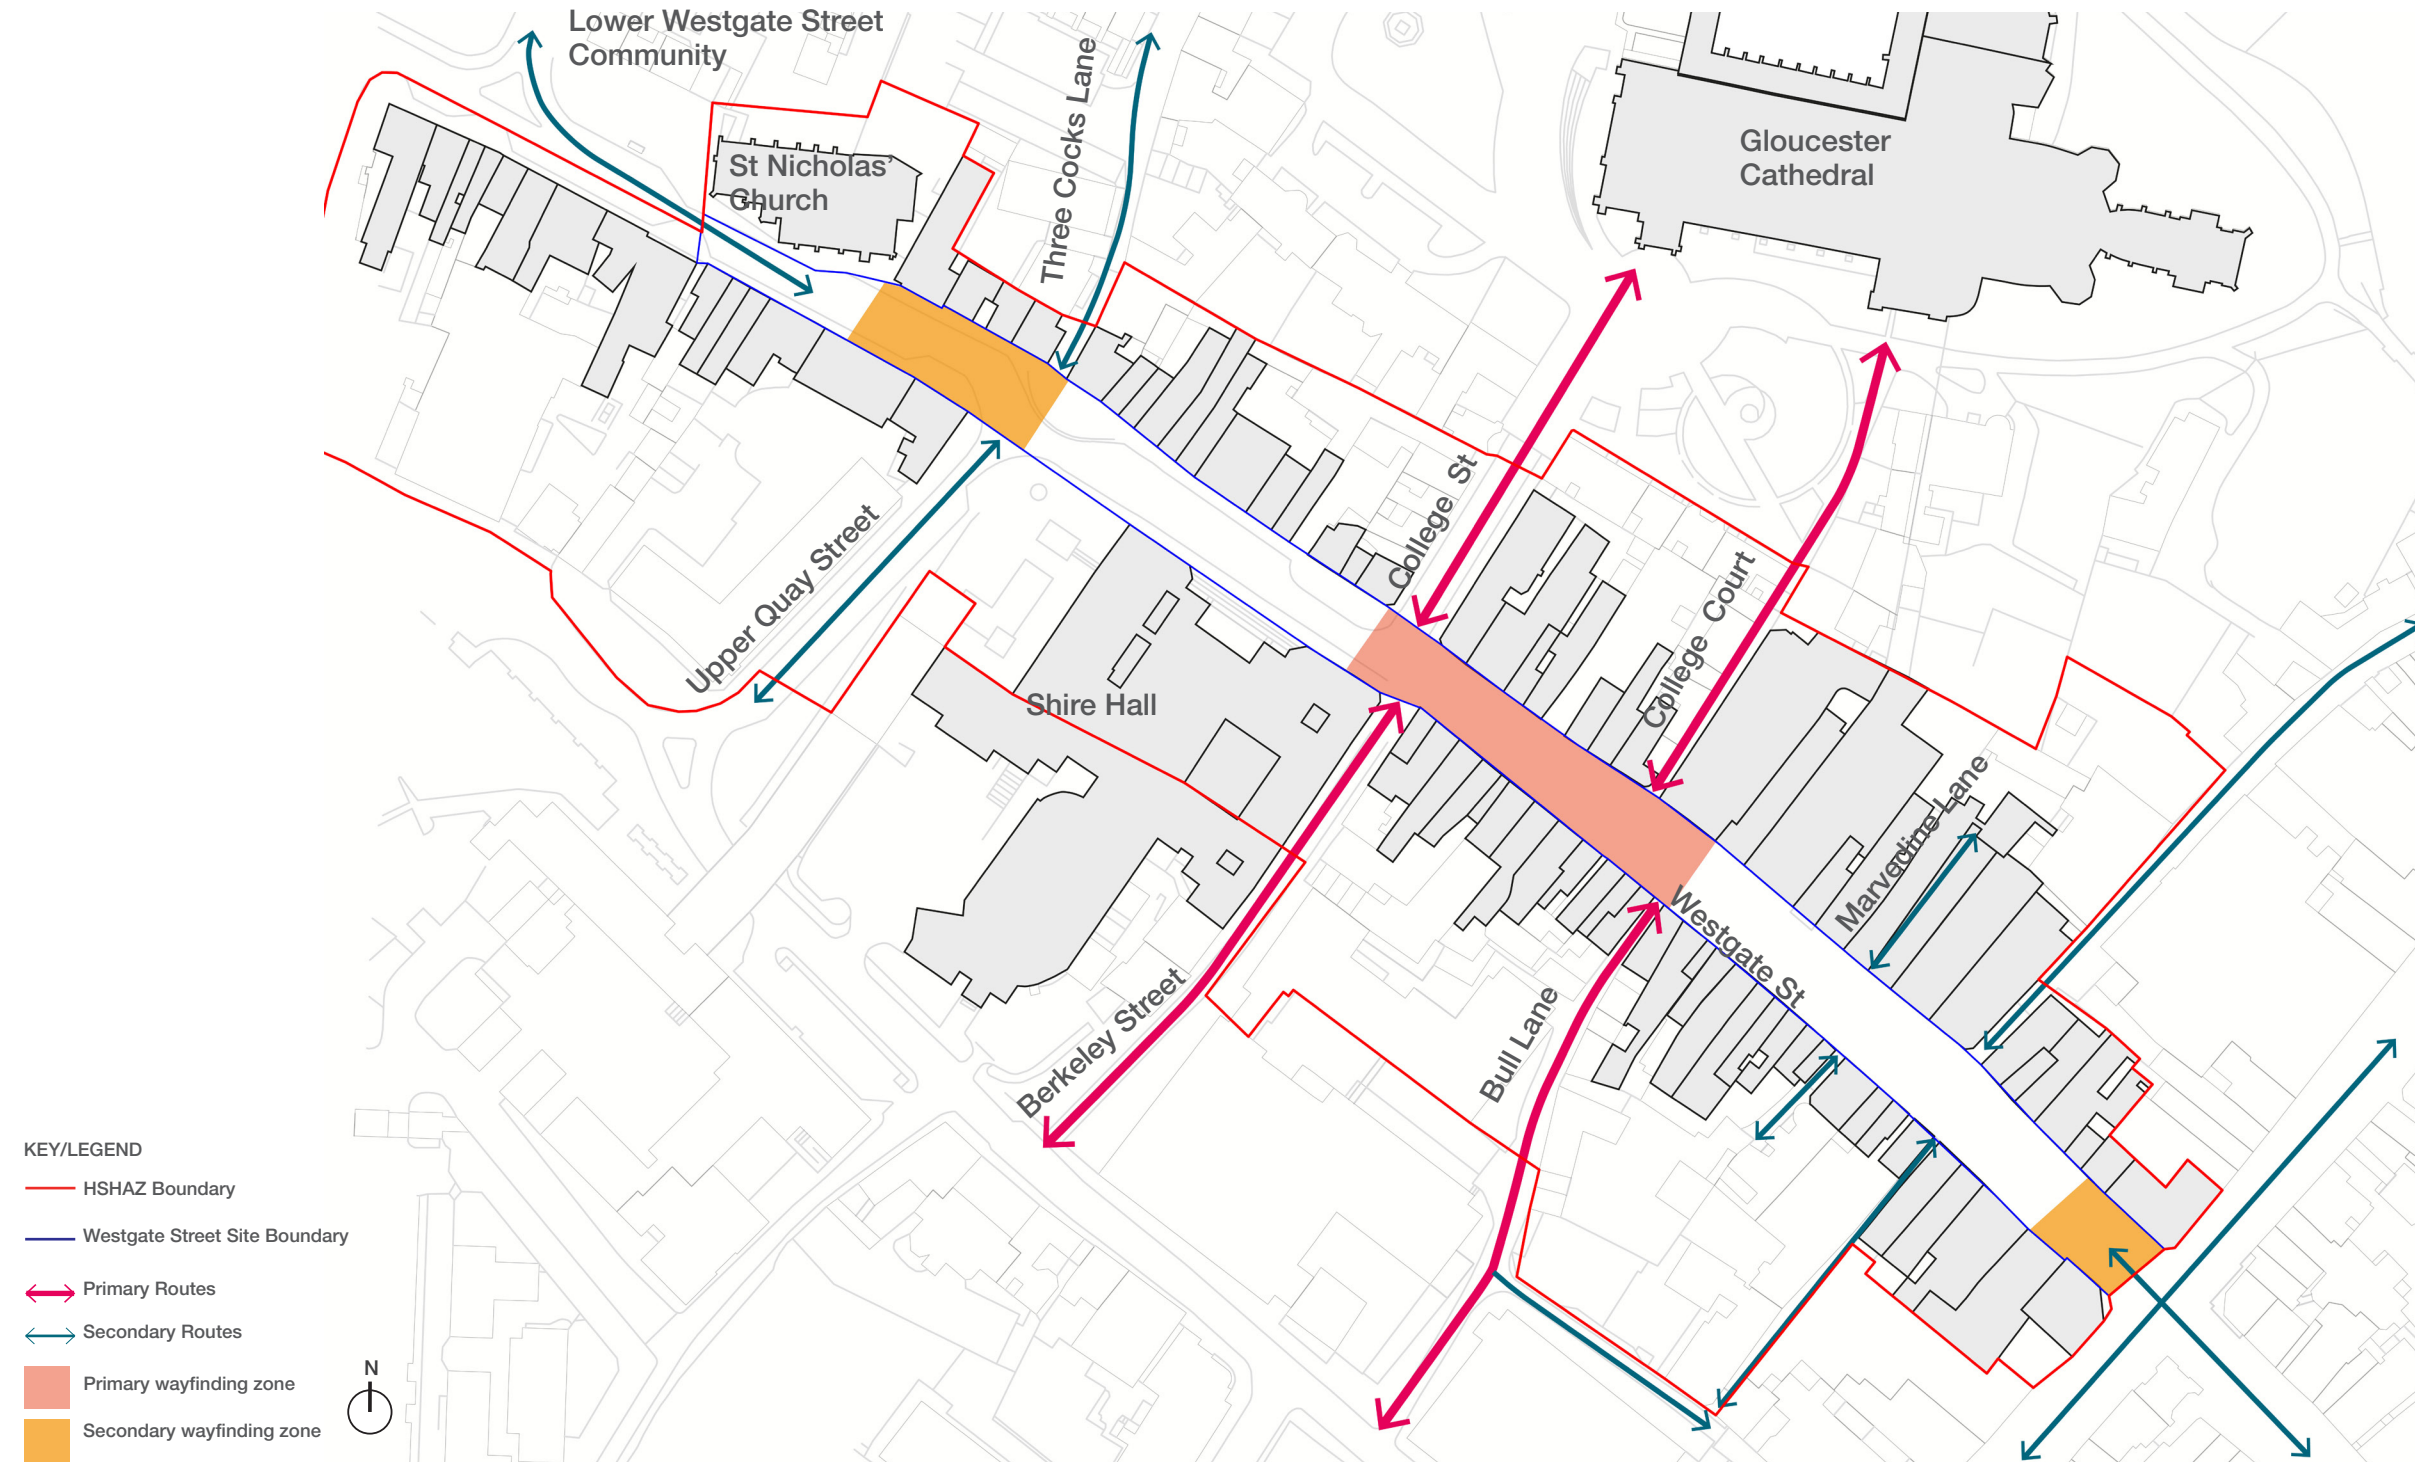 Lower Westgate Street
Community
Three Cocks Lane
St Nicholas'
Church
Gloucester
Cathedral
College St
Upper Quay Street
College Court
Shire Hall
Marvedine Lane
Westgate St
Berkeley Street
Bull Lane
KEY/LEGEND
HSHAZ Boundary
Westgate Street Site Boundary
Primary Routes
Secondary Routes
N
Primary wayfinding zone
Secondary wayfinding zone